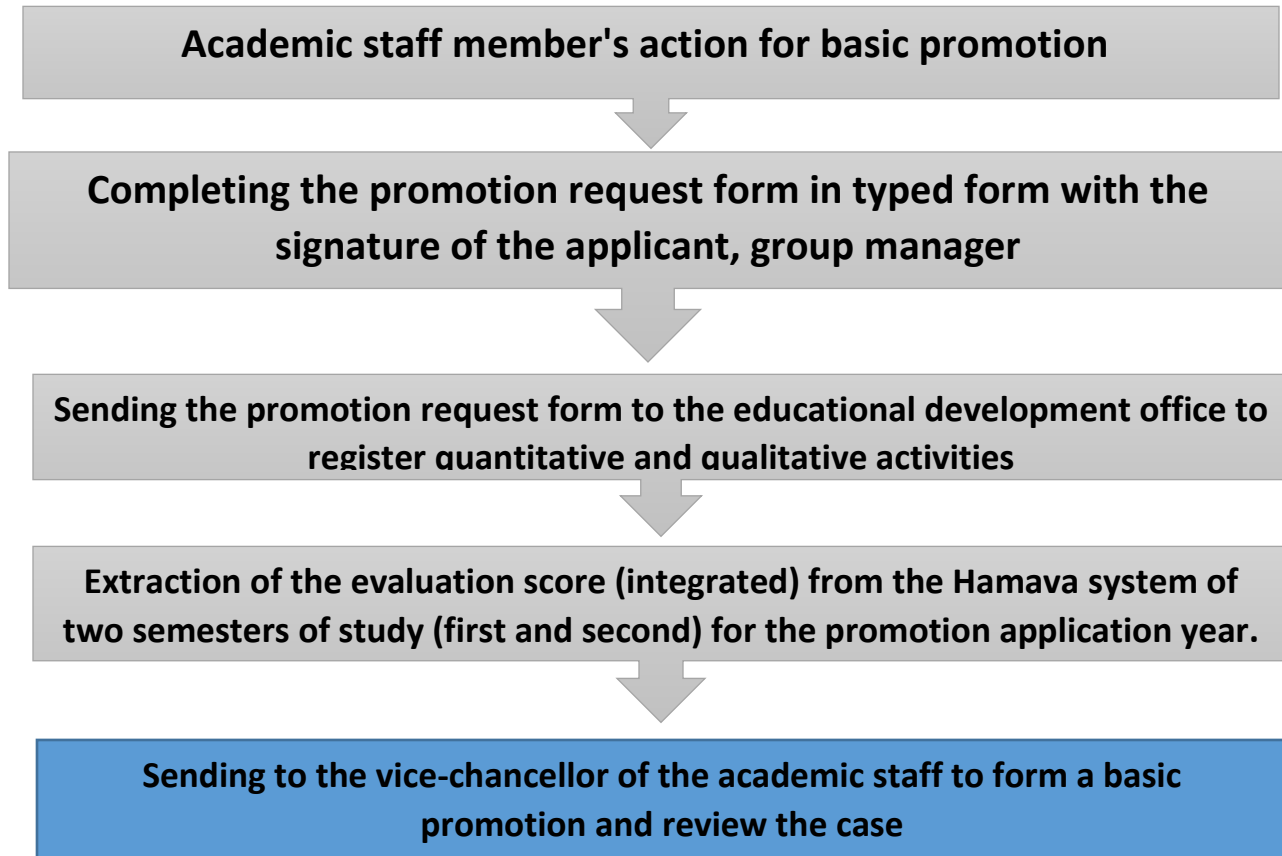 Academic staff member's action for basic promotion
Completing the promotion request form in typed form with the
signature of the applicant, group manager
Sending the promotion request form to the educational development office to
register quantitative and qualitative activities
Extraction of the evaluation score (integrated) from the Hamava system of
two semesters of study (first and second) for the promotion application year.
Sending to the vice-chancellor of the academic staff to form a basic
promotion and review the case